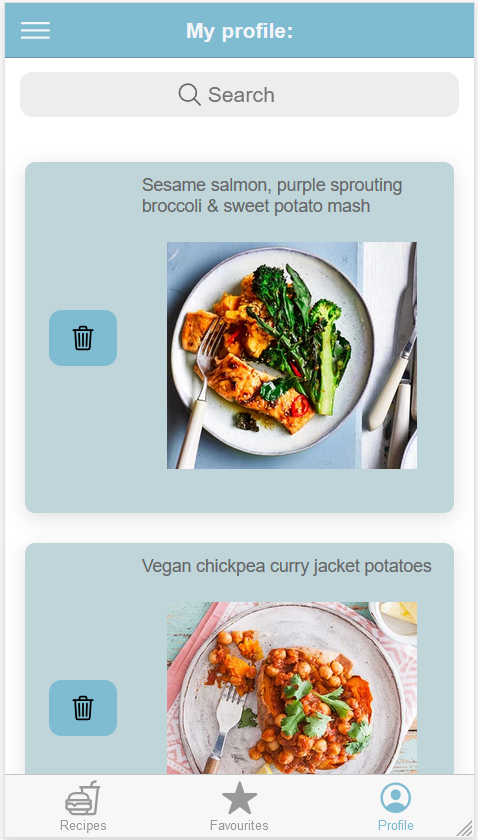 My profile:
Search
Sesame salmon, purple sprouting
broccoli & sweet potato mash
Vegan chickpea curry jacket potatoes
Recipes
Favourites
Profile